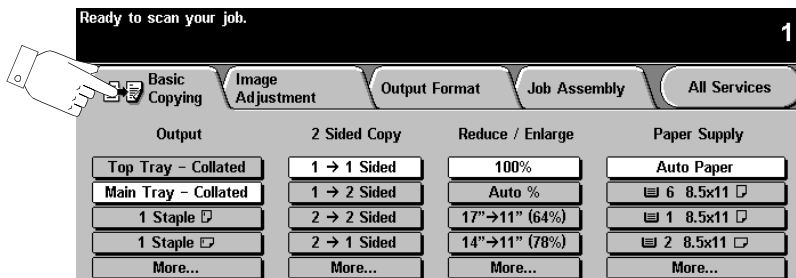 Ready to scan your job.
1
Basic Copying
Image Adjustment
Output Format
Job Assembly
All Services
Output
2 Sided Copy
Reduce / Enlarge
Paper Supply
Top Tray - Collated
1 → 1 Sided
100%
Auto Paper
Main Tray - Collated
1 → 2 Sided
Auto %
6 8.5x11
1 Staple
2 → 2 Sided
17"→11" (64%)
1 8.5x11
1 Staple
2 → 1 Sided
14"→11" (78%)
2 8.5x11
More...
More...
More...
More...